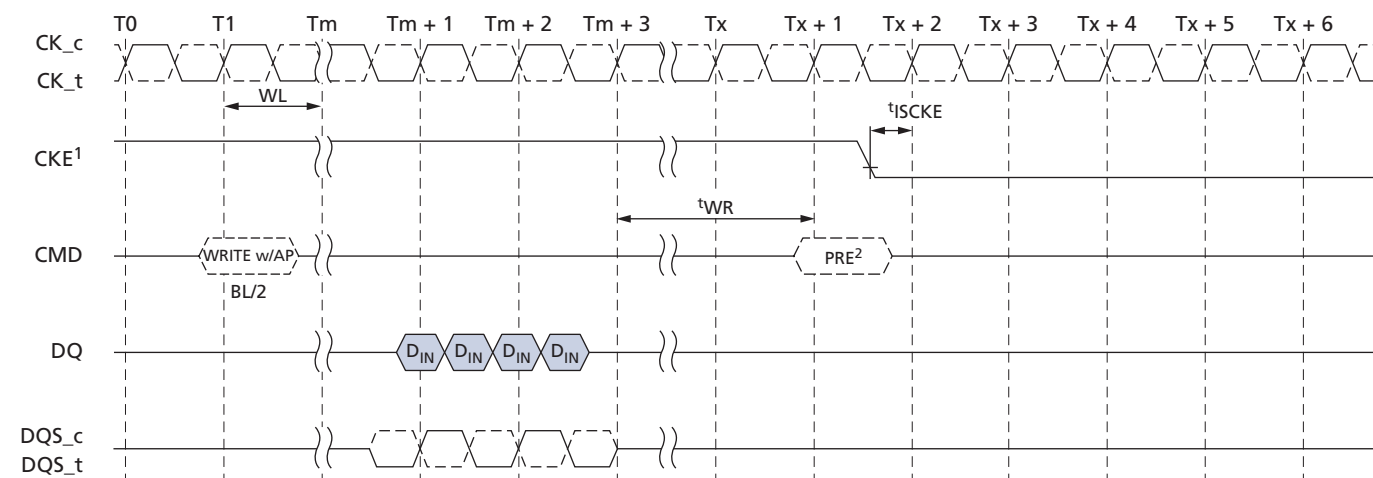 T0 T1 Tm Tm + 1 Tm + 2 Tm + 3 Tx Tx + 1 Tx + 2 Tx + 3 Tx + 4 Tx + 5 Tx + 6
CK_c
CK_t
WL
tISCKE
CKE1
tWR
CMD
WRITE w/AP
PRE2
BL/2
DQ
DIN DIN DIN DIN
DQS_c
DQS_t